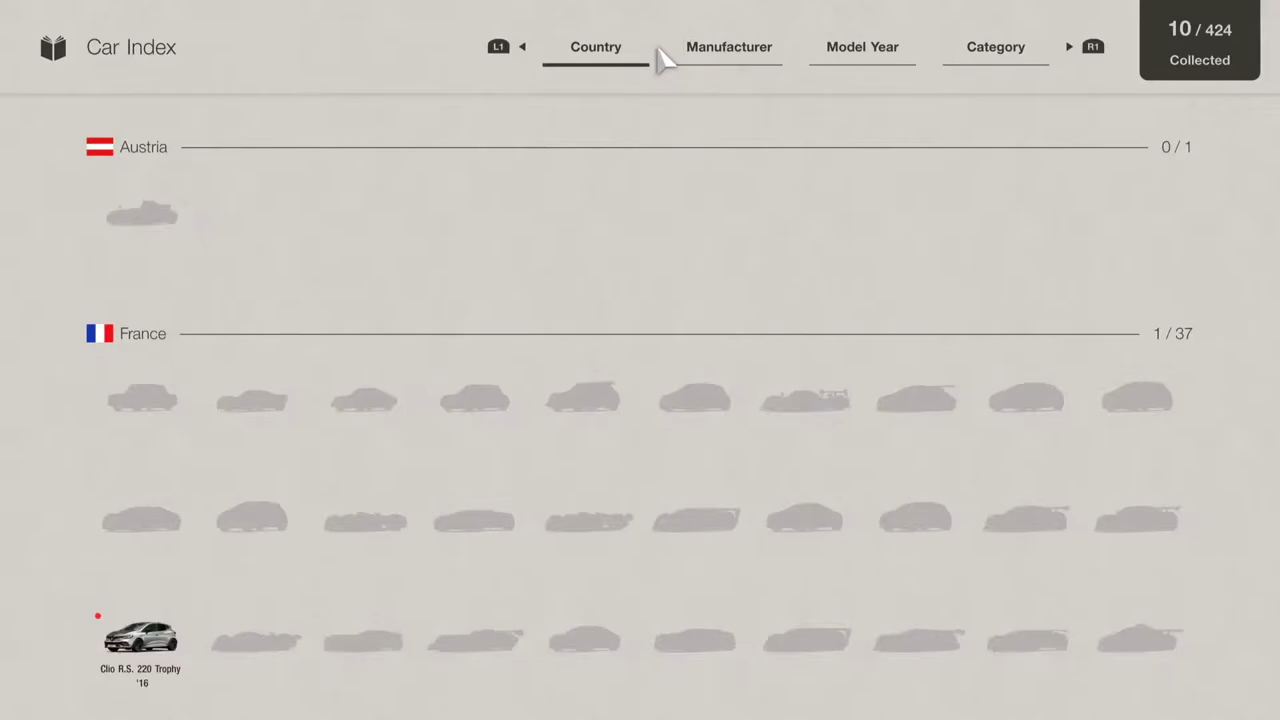 Car Index
L1
Country
Manufacturer
Model Year
Category
R1
10 / 424
Collected
Austria
0 / 1
France
1 / 37
Clio R.S. 220 Trophy
'16